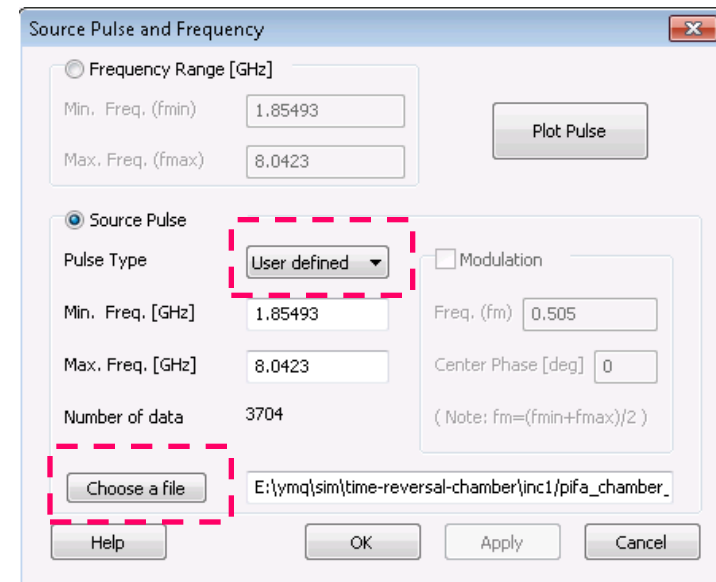 Source Pulse and Frequency
Frequency Range [GHz]
Min. Freq. (fmin) 1.85493
Max. Freq. (fmax) 8.0423
Plot Pulse
Source Pulse
Pulse Type User defined
Modulation
Min. Freq. [GHz] 1.85493
Freq. (fm) 0.505
Max. Freq. [GHz] 8.0423
Center Phase [deg] 0
Number of data 3704
( Note: fm=(fmin+fmax)/2 )
Choose a file E:\ymq\sim\time-reversal-chamber\inc1/pifa_chamber_
Help OK Apply Cancel